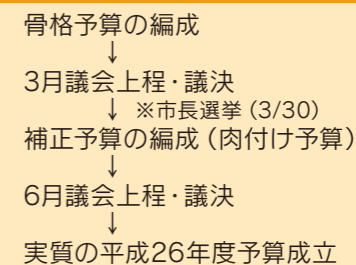 骨格予算の編成
↓
3月議会上程・議決
↓ ※市長選挙（3/30）
補正予算の編成（肉付け予算）
↓
6月議会上程・議決
↓
実質の平成26年度予算成立